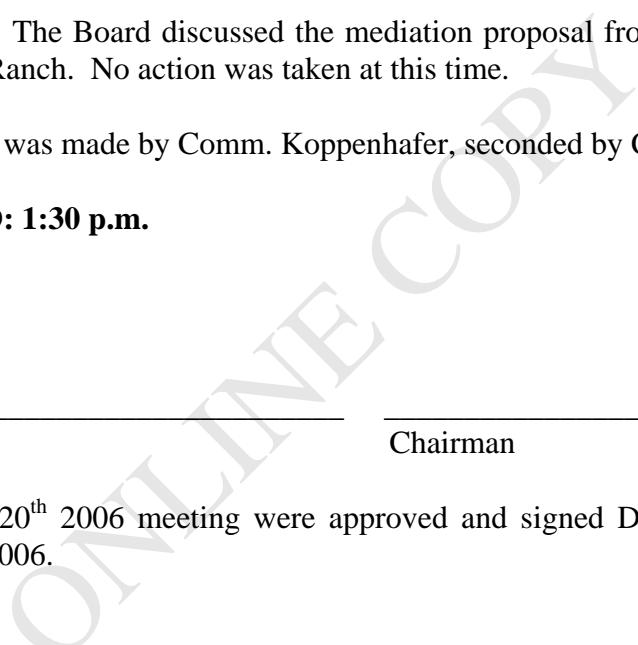 The Board discussed the mediation proposal fro
Ranch. No action was taken at this time.
was made by Comm. Koppenhafer, seconded by C
: 1:30 p.m.
Chairman
20th 2006 meeting were approved and signed D
006.
ONLINE COPY